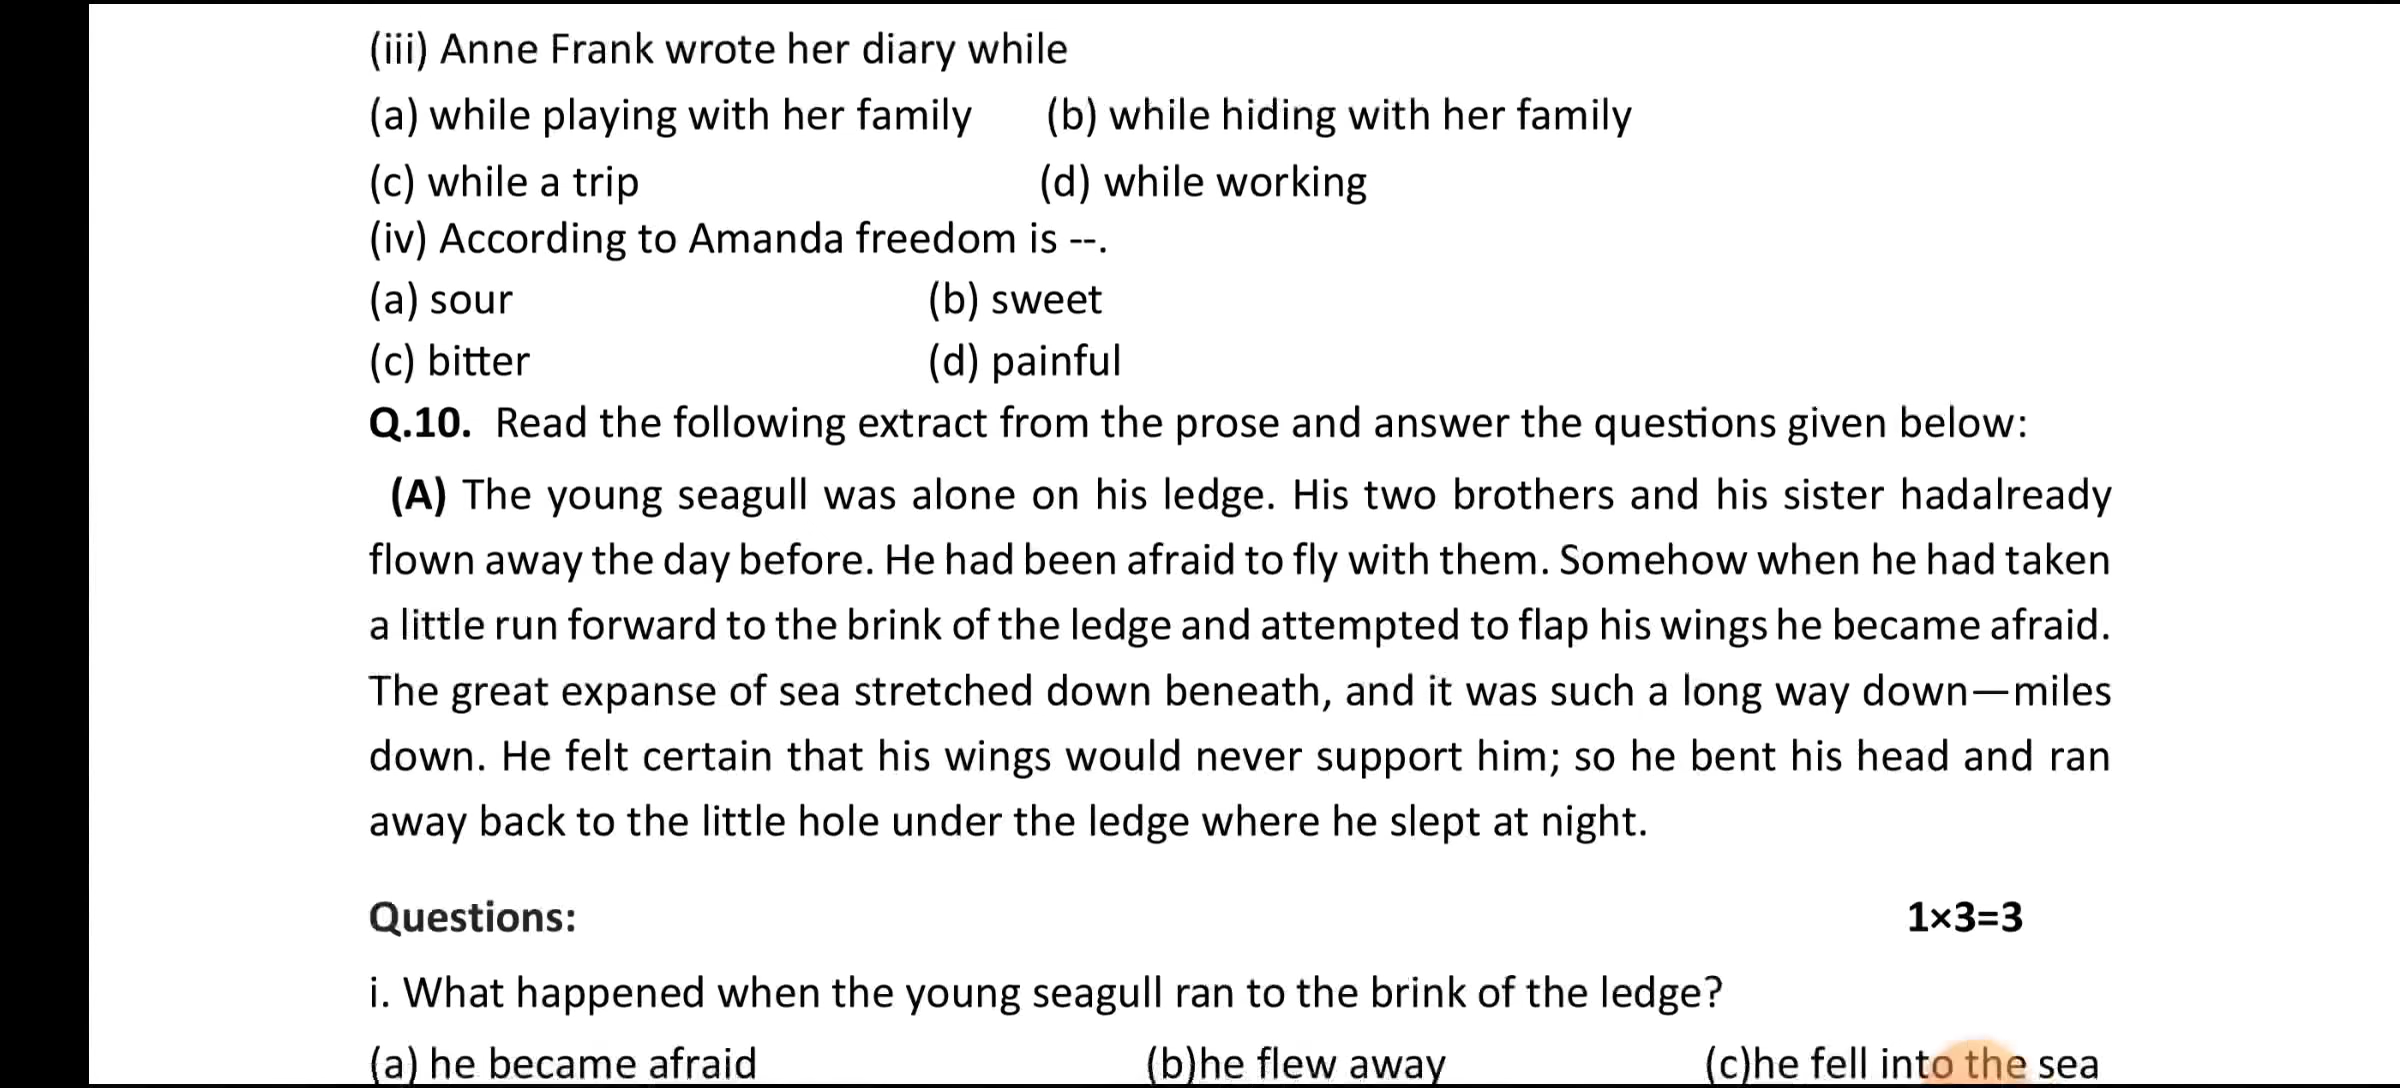 (iii) Anne Frank wrote her diary while
(a) while playing with her family (b) while hiding with her family
(c) while a trip (d) while working
(iv) According to Amanda freedom is --.
(a) sour (b) sweet
(c) bitter (d) painful
Q.10. Read the following extract from the prose and answer the questions given below:
(A) The young seagull was alone on his ledge. His two brothers and his sister hadalready
flown away the day before. He had been afraid to fly with them. Somehow when he had taken
a little run forward to the brink of the ledge and attempted to flap his wings he became afraid.
The great expanse of sea stretched down beneath, and it was such a long way down—miles
down. He felt certain that his wings would never support him; so he bent his head and ran
away back to the little hole under the ledge where he slept at night.
Questions: 1×3=3
i. What happened when the young seagull ran to the brink of the ledge?
(a) he became afraid (b)he flew away (c)he fell into the sea